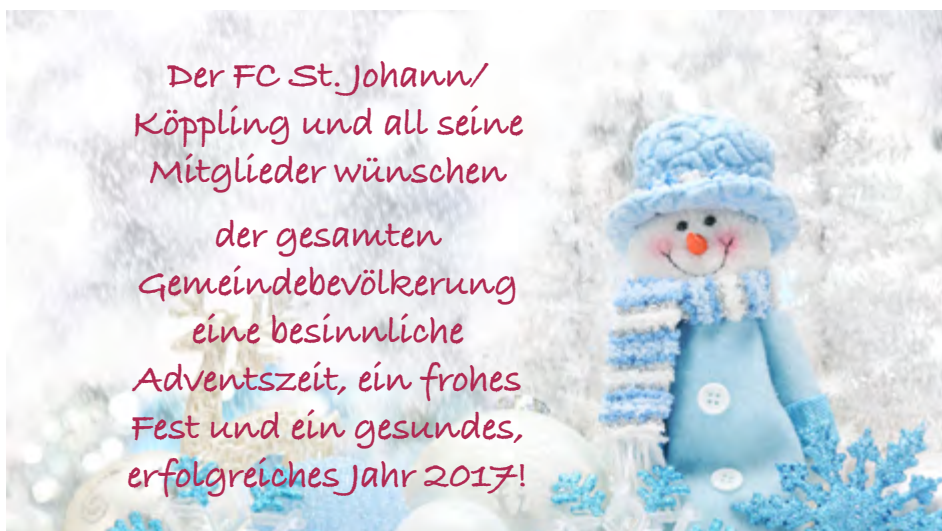 Der FC St. Johann/
Köppling und all seine
Mitglieder wünschen
der gesamten
Gemeindebevölkerung
eine besinnliche
Adventszeit, ein frohes
Fest und ein gesundes,
erfolgreiches Jahr 2017!